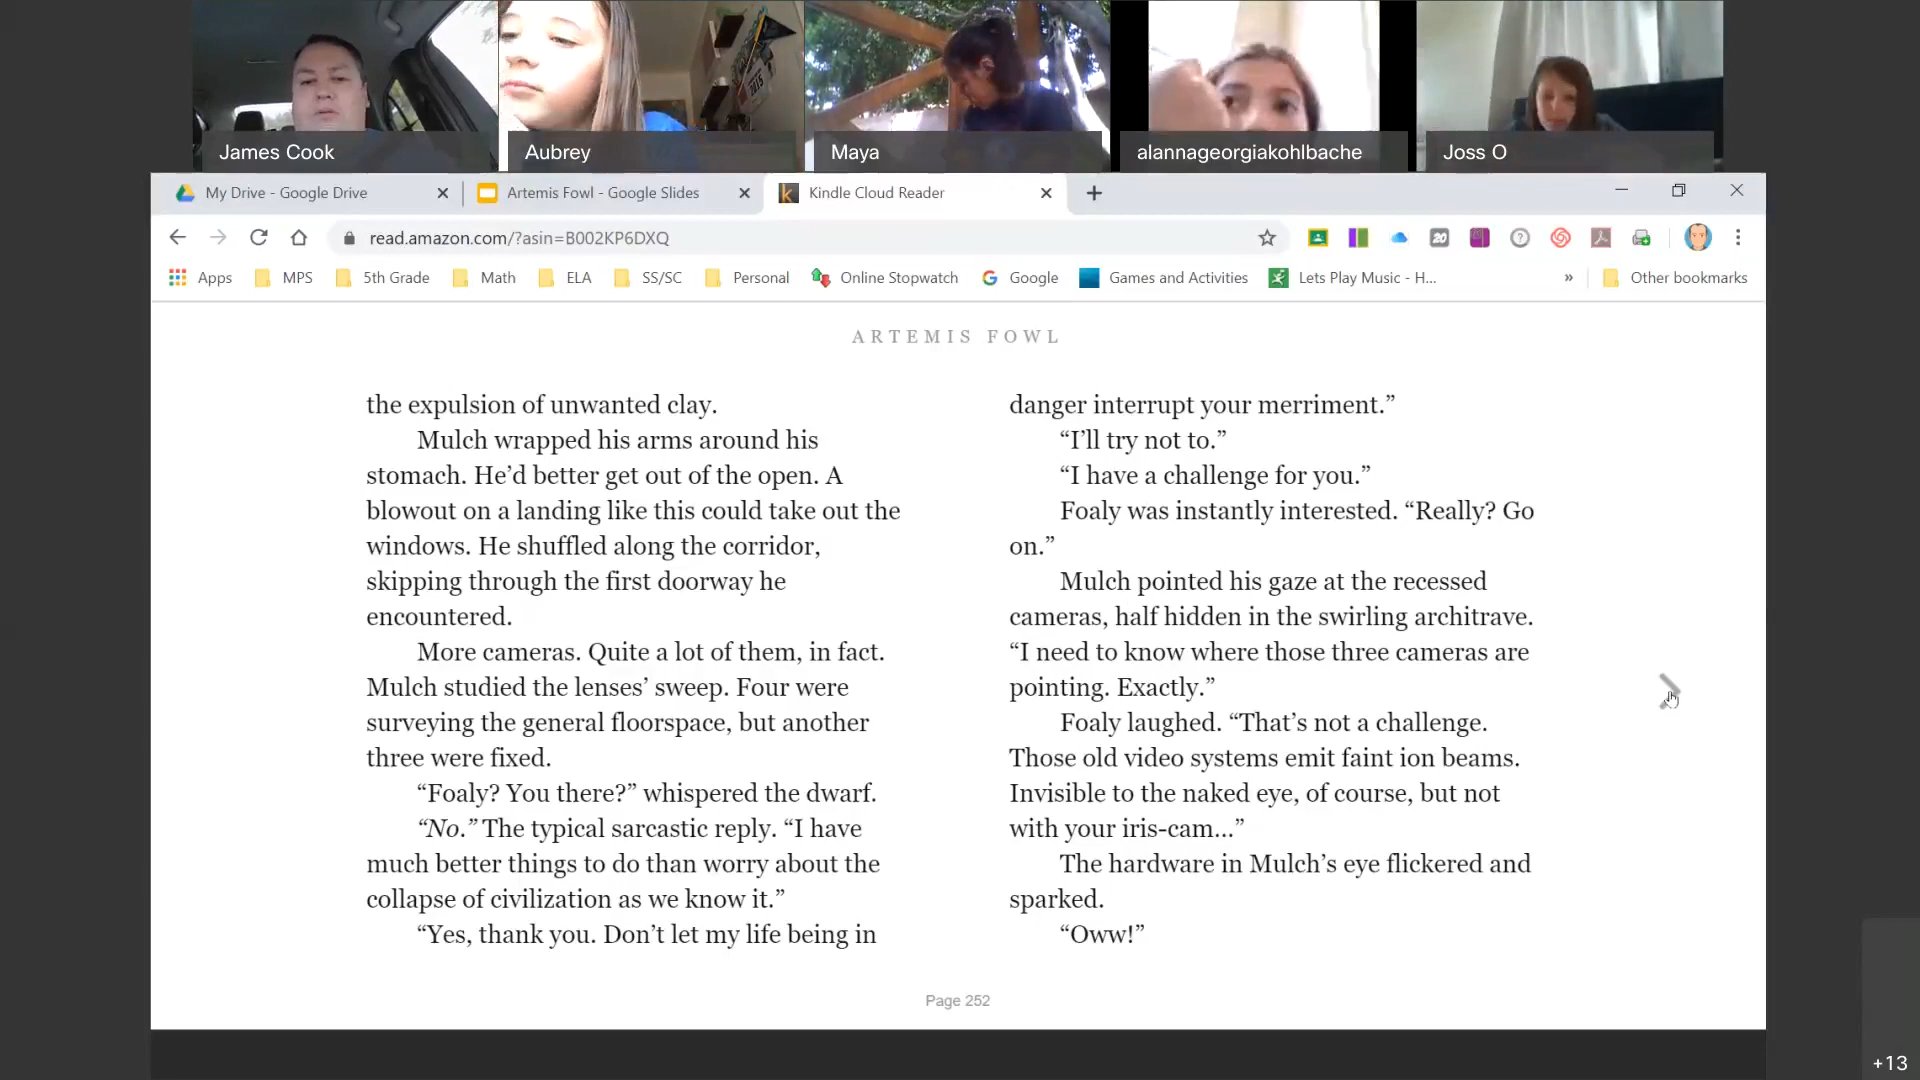 James Cook
Aubrey
Maya
alannageorgiakohlbache
Joss O
My Drive - Google Drive
Artemis Fowl - Google Slides
Kindle Cloud Reader
read.amazon.com/?asin=B002KP6DXQ
20
Apps
MPS
5th Grade
Math
ELA
SS/SC
Personal
Online Stopwatch
Google
Games and Activities
Lets Play Music - H...
»
Other bookmarks
ARTEMIS FOWL
the expulsion of unwanted clay.
Mulch wrapped his arms around his
stomach. He’d better get out of the open. A
blowout on a landing like this could take out the
windows. He shuffled along the corridor,
skipping through the first doorway he
encountered.
More cameras. Quite a lot of them, in fact.
Mulch studied the lenses’ sweep. Four were
surveying the general floorspace, but another
three were fixed.
“Foaly? You there?” whispered the dwarf.
“No.” The typical sarcastic reply. “I have
much better things to do than worry about the
collapse of civilization as we know it.”
“Yes, thank you. Don’t let my life being in
danger interrupt your merriment.”
“I’ll try not to.”
“I have a challenge for you.”
Foaly was instantly interested. “Really? Go
on.”
Mulch pointed his gaze at the recessed
cameras, half hidden in the swirling architrave.
“I need to know where those three cameras are
pointing. Exactly.”
Foaly laughed. “That’s not a challenge.
Those old video systems emit faint ion beams.
Invisible to the naked eye, of course, but not
with your iris-cam...”
The hardware in Mulch’s eye flickered and
sparked.
“Oww!”
Page 252
+13